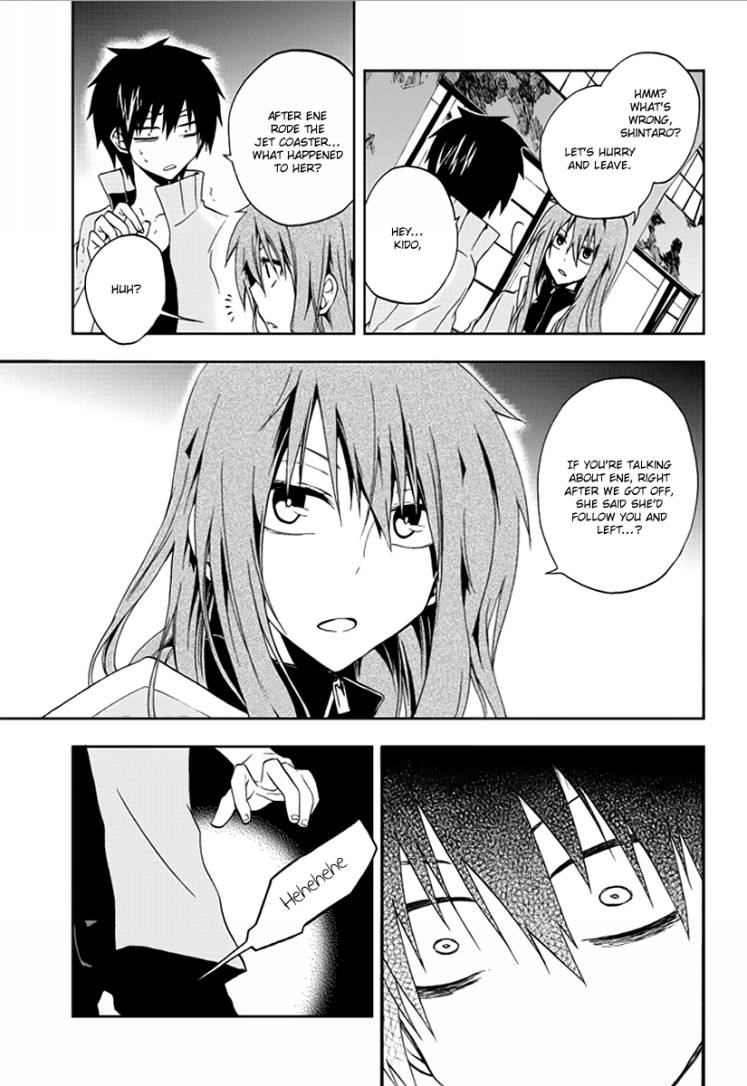 HMM?
WHAT'S
WRONG,
SHINTARO?
LET'S HURRY
AND LEAVE.
HEY...
KIDO,
AFTER ENE
RODE THE
JET COASTER...
WHAT HAPPENED
TO HER?
HUH?
IF YOU'RE TALKING
ABOUT ENE, RIGHT
AFTER WE GOT OFF,
SHE SAID SHE'D
FOLLOW YOU AND
LEFT...?
Hehehehe